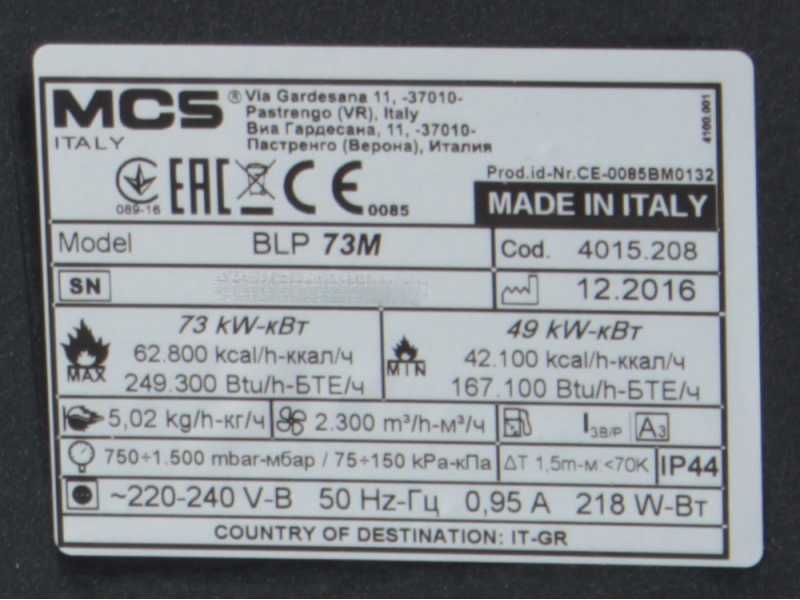 MCS ® Via Gardesana 11, -37010-
Pastrengo (VR), Italy
Виа Гардесана, 11, -37010-
ITALY Пастренго (Верона), Италия
4100.001
Prod.id-Nr.CE-0085BM0132
089-16 EAC CE 0085 MADE IN ITALY
Model BLP 73M Cod. 4015.208
SN 12.2016
73 kW-кВт 49 kW-кВт
62.800 kcal/h-ккал/ч 42.100 kcal/h-ккал/ч
MAX 249.300 Btu/h-БТЕ/ч MIN 167.100 Btu/h-БТЕ/ч
5,02 kg/h-кг/ч 2.300 m³/h-м³/ч I3B/P A3
750÷1.500 mbar-мбар / 75÷150 kPa-кПа ΔT 1,5m-м <70K IP44
~220-240 V-В 50 Hz-Гц 0,95 A 218 W-Вт
COUNTRY OF DESTINATION: IT-GR